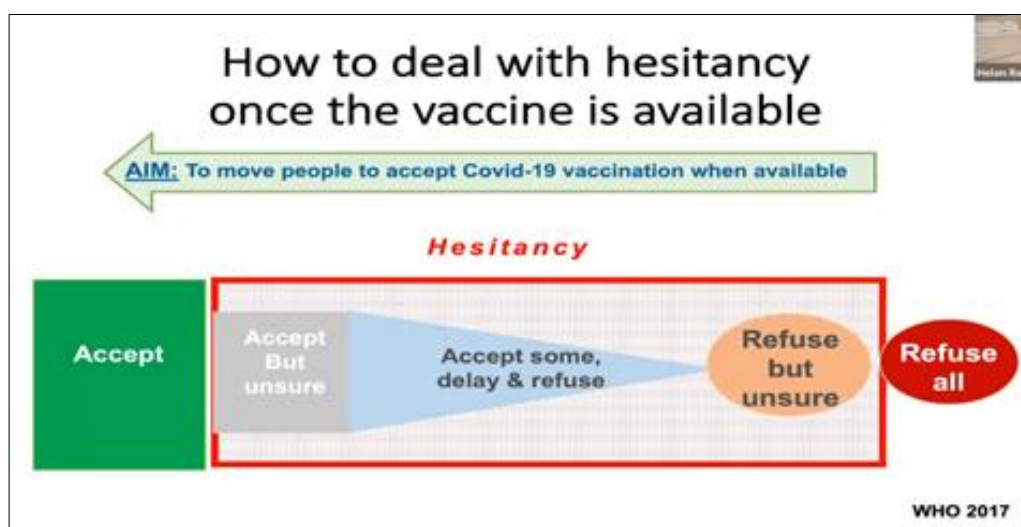 How to deal with hesitancy
once the vaccine is available
AIM: To move people to accept Covid-19 vaccination when available
Hesitancy
Accept
Accept
But
unsure
Accept some,
delay & refuse
Refuse
but
unsure
Refuse
all
WHO 2017